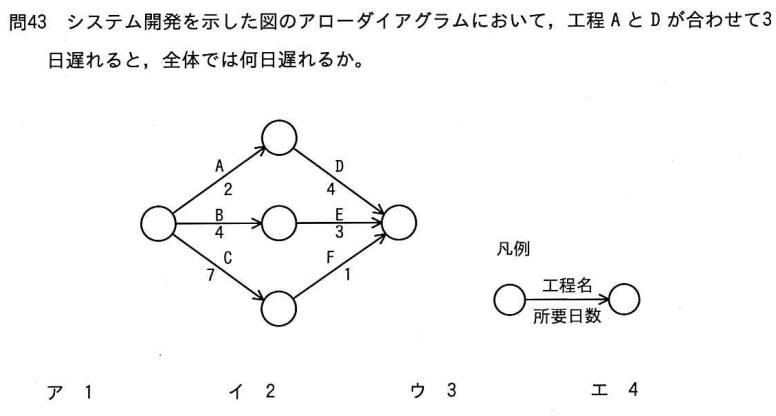 問43 システム開発を示した図のアローダイアグラムにおいて，工程 A と D が合わせて3
日遅れると，全体では何日遅れるか。
A
2
D
4
B
4
E
3
C
7
F
1
凡例
工程名
所要日数
ア 1 イ 2 ウ 3 エ 4